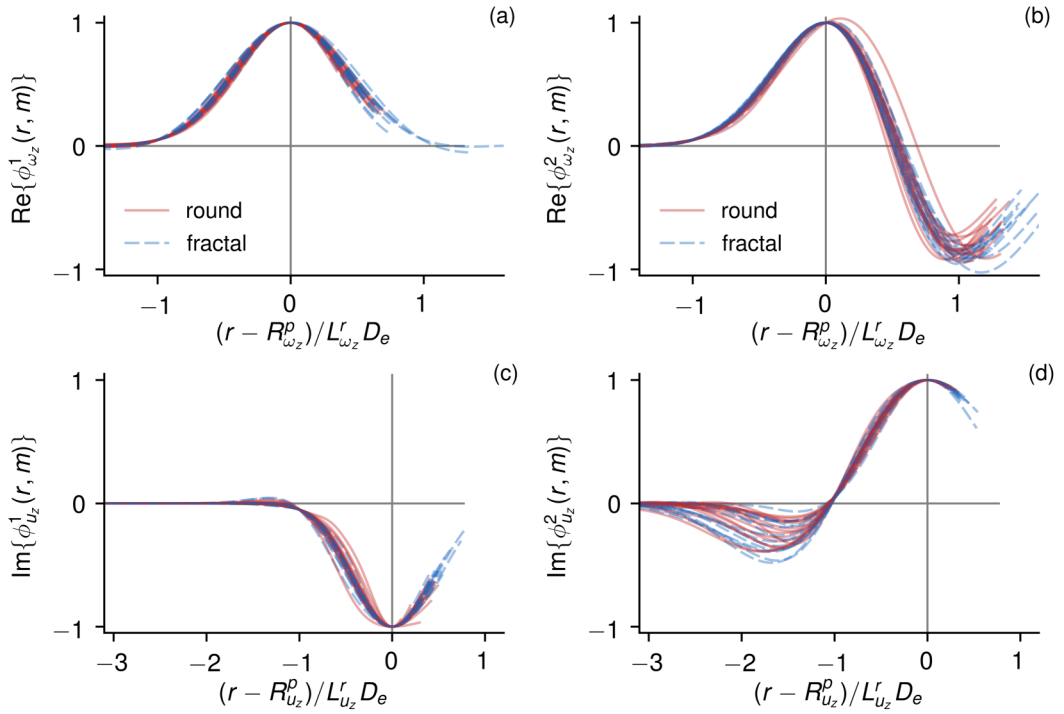 (a)
Re{ϕ¹_{ω_z}(r, m)}
1
0
−1
round
fractal
−1 0 1
(r − R^p_{ω_z})/L^r_{ω_z} D_e
(b)
Re{ϕ²_{ω_z}(r, m)}
1
0
−1
round
fractal
−1 0 1
(r − R^p_{ω_z})/L^r_{ω_z} D_e
(c)
Im{ϕ¹_{u_z}(r, m)}
1
0
−1
−3 −2 −1 0 1
(r − R^p_{u_z})/L^r_{u_z} D_e
(d)
Im{ϕ²_{u_z}(r, m)}
1
0
−1
−3 −2 −1 0 1
(r − R^p_{u_z})/L^r_{u_z} D_e